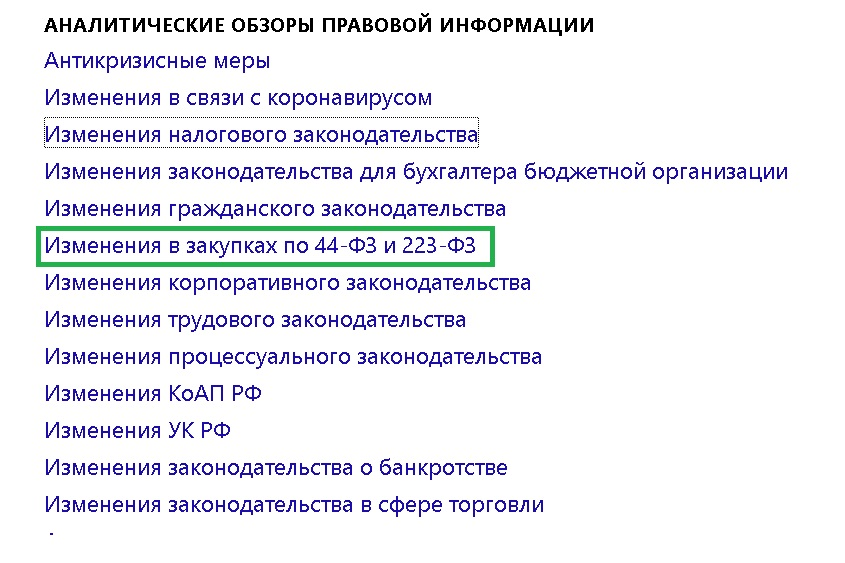 АНАЛИТИЧЕСКИЕ ОБЗОРЫ ПРАВОВОЙ ИНФОРМАЦИИ
Антикризисные меры
Изменения в связи с коронавирусом
Изменения налогового законодательства
Изменения законодательства для бухгалтера бюджетной организации
Изменения гражданского законодательства
Изменения в закупках по 44-ФЗ и 223-ФЗ
Изменения корпоративного законодательства
Изменения трудового законодательства
Изменения процессуального законодательства
Изменения КоАП РФ
Изменения УК РФ
Изменения законодательства о банкротстве
Изменения законодательства в сфере торговли